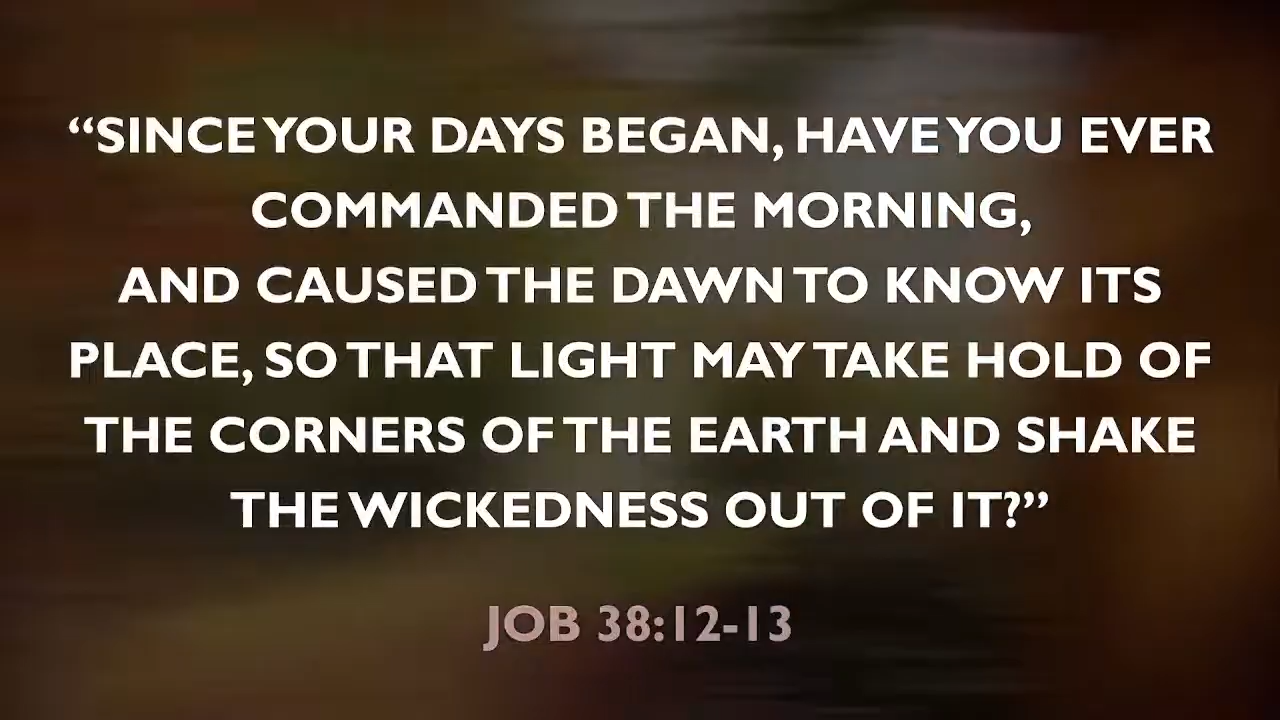 “SINCE YOUR DAYS BEGAN, HAVE YOU EVER
COMMANDED THE MORNING,
AND CAUSED THE DAWN TO KNOW ITS
PLACE, SO THAT LIGHT MAY TAKE HOLD OF
THE CORNERS OF THE EARTH AND SHAKE
THE WICKEDNESS OUT OF IT?”
JOB 38:12-13